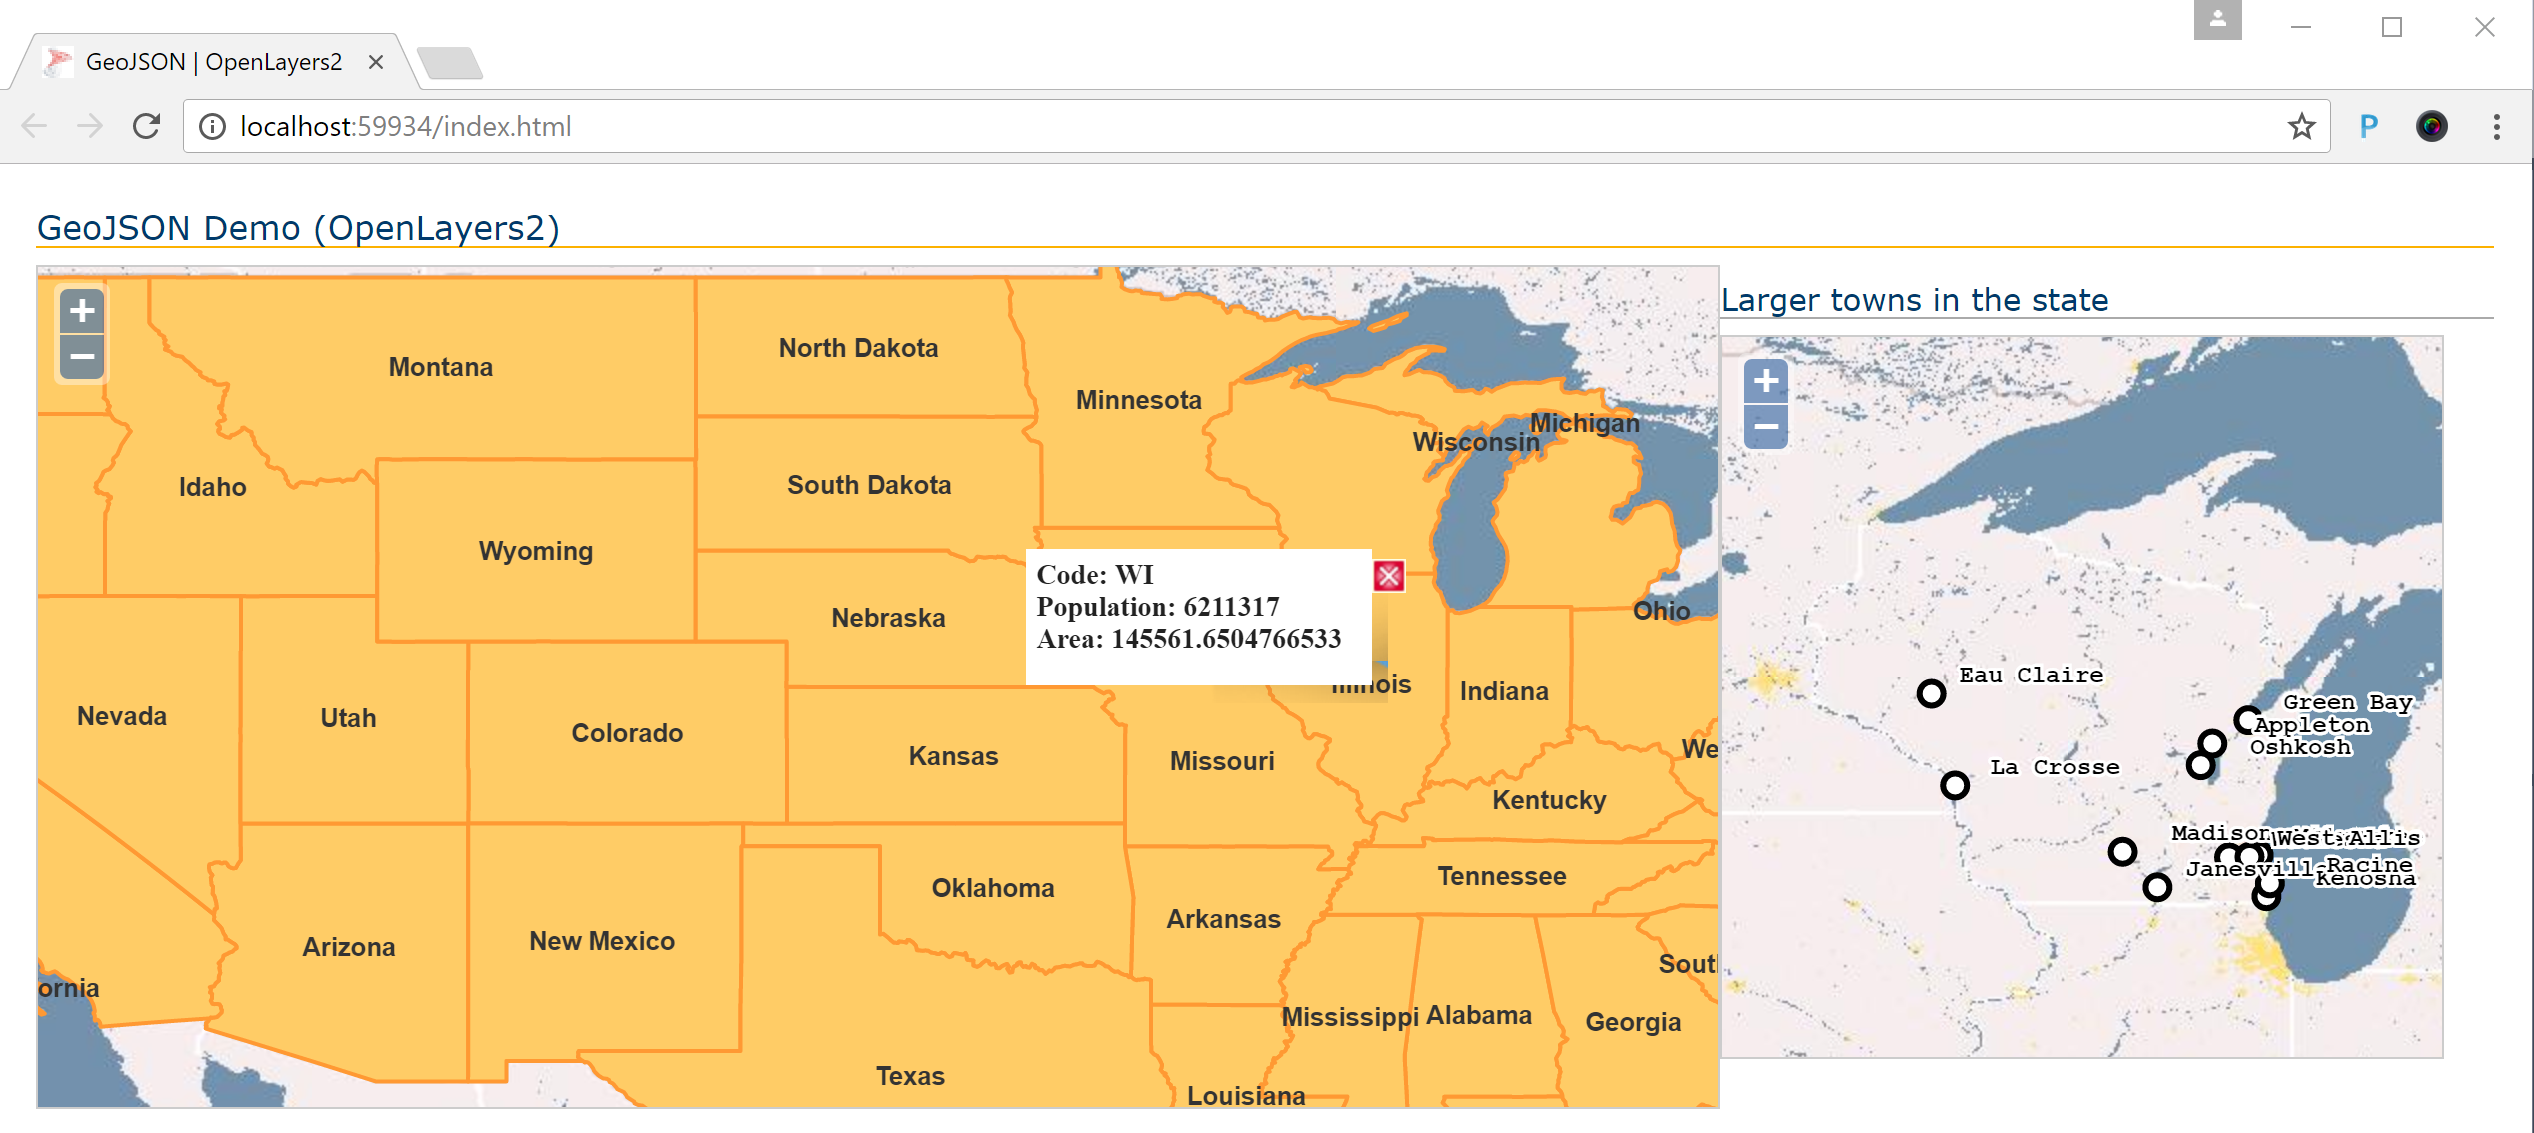 GeoJSON | OpenLayers2
localhost:59934/index.html
P
GeoJSON Demo (OpenLayers2)
+
−
Montana
North Dakota
Minnesota
Michigan
Wisconsin
Idaho
South Dakota
Wyoming
Code: WI
Population: 6211317
Area: 145561.6504766533
Nebraska
Ohio
Indiana
Nevada
Utah
Colorado
Kansas
Missouri
We
Kentucky
Tennessee
Oklahoma
Arkansas
Arizona
New Mexico
Sout
ornia
Mississippi
Alabama
Georgia
Texas
Louisiana
Larger towns in the state
+
−
Eau Claire
Green Bay
Appleton
Oshkosh
La Crosse
Madison
West Allis
Janesvill
Racine
Kenosha